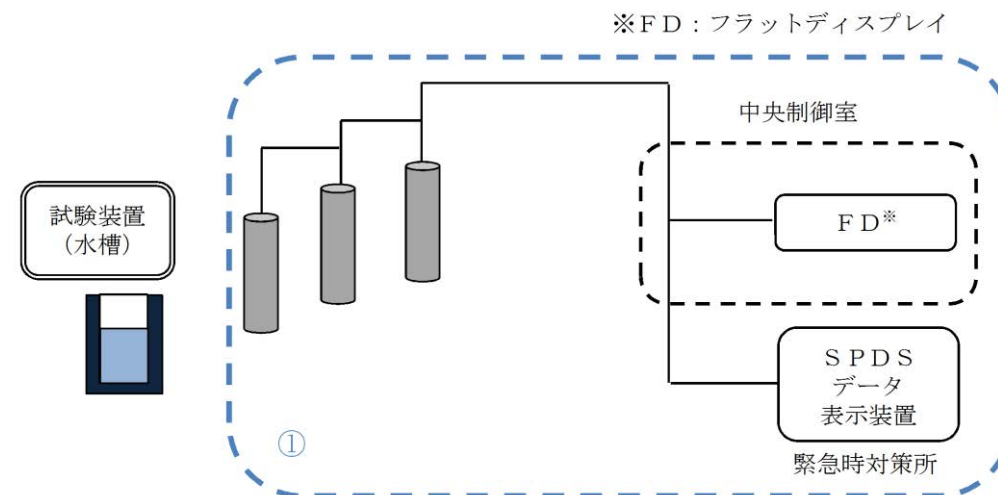 ※FD：フラットディスプレイ
中央制御室
試験装置
（水槽）
FD※
SPDS
データ
表示装置
①
緊急時対策所